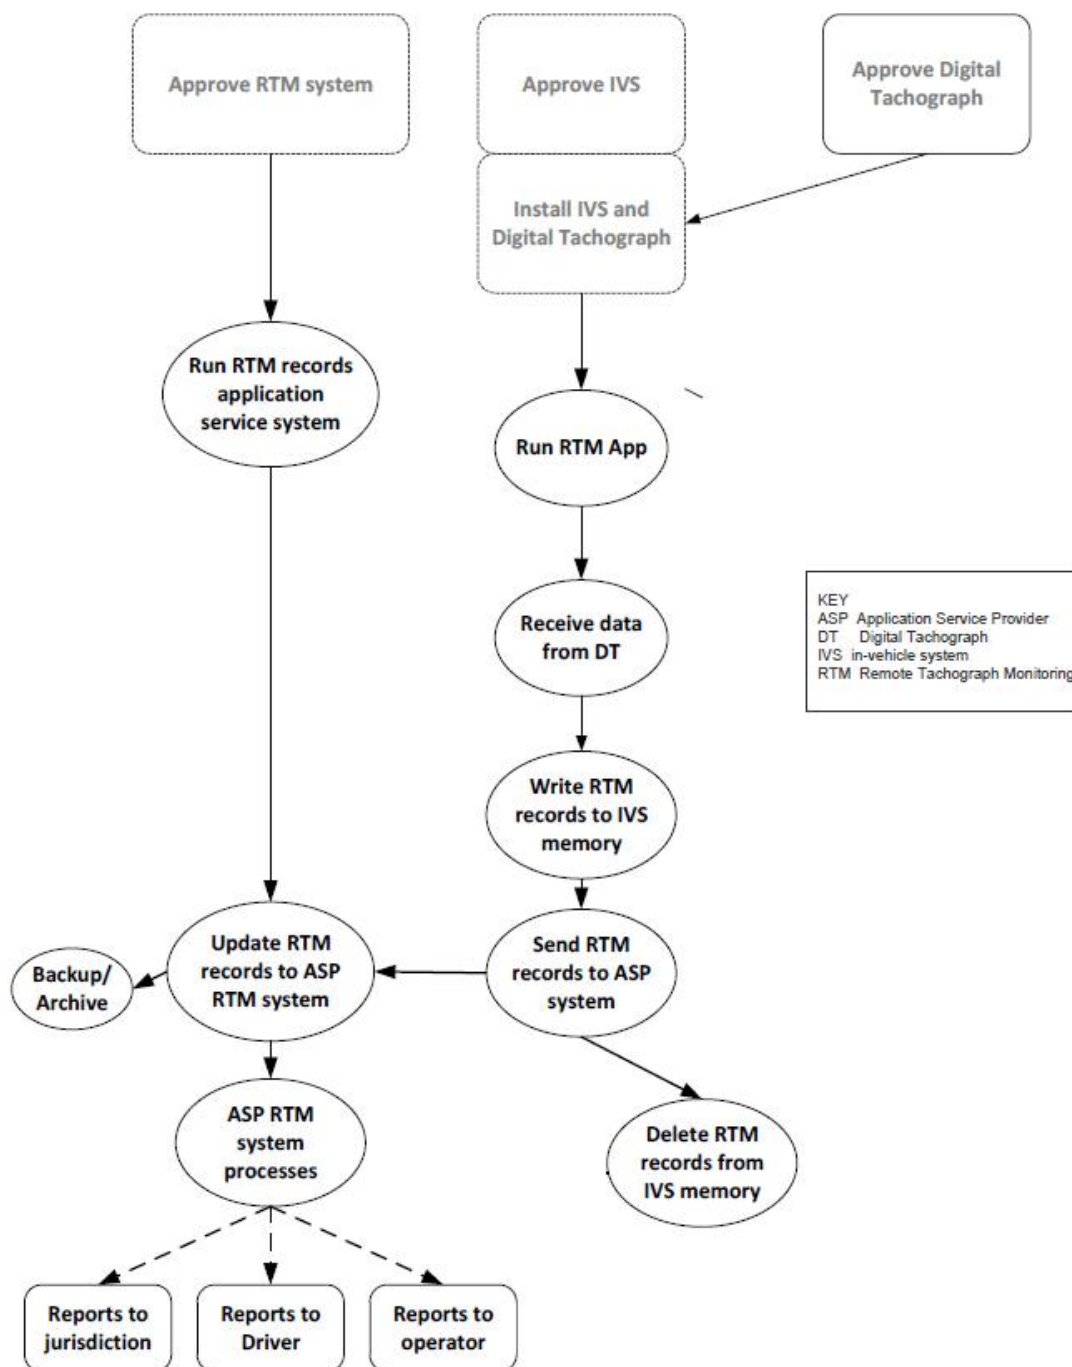 Approve RTM system
Approve IVS
Approve Digital
Tachograph
Install IVS and
Digital Tachograph
Run RTM records
application
service system
Run RTM App
Receive data
from DT
KEY
ASP Application Service Provider
DT Digital Tachograph
IVS in-vehicle system
RTM Remote Tachograph Monitoring
Write RTM
records to IVS
memory
Update RTM
records to ASP
RTM system
Send RTM
records to ASP
system
Backup/
Archive
ASP RTM
system
processes
Delete RTM
records from
IVS memory
Reports to
jurisdiction
Reports to
Driver
Reports to
operator